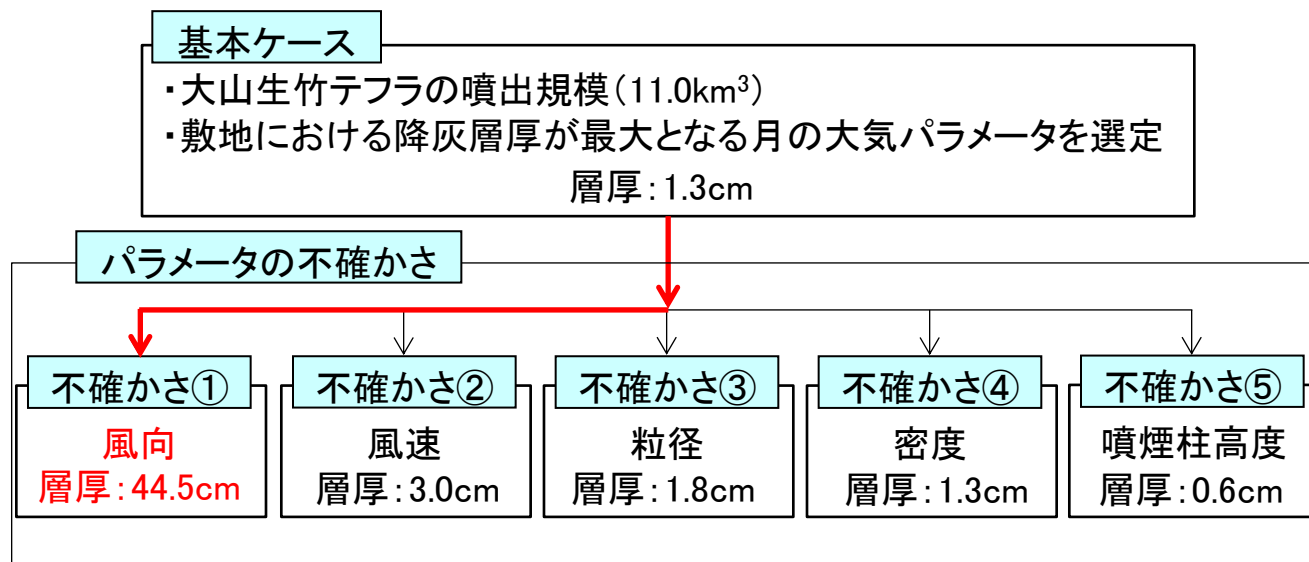 基本ケース
・大山生竹テフラの噴出規模（11.0km³）
・敷地における降灰層厚が最大となる月の大気パラメータを選定
層厚：1.3cm
パラメータの不確かさ
不確かさ①
風向
層厚：44.5cm
不確かさ②
風速
層厚：3.0cm
不確かさ③
粒径
層厚：1.8cm
不確かさ④
密度
層厚：1.3cm
不確かさ⑤
噴煙柱高度
層厚：0.6cm